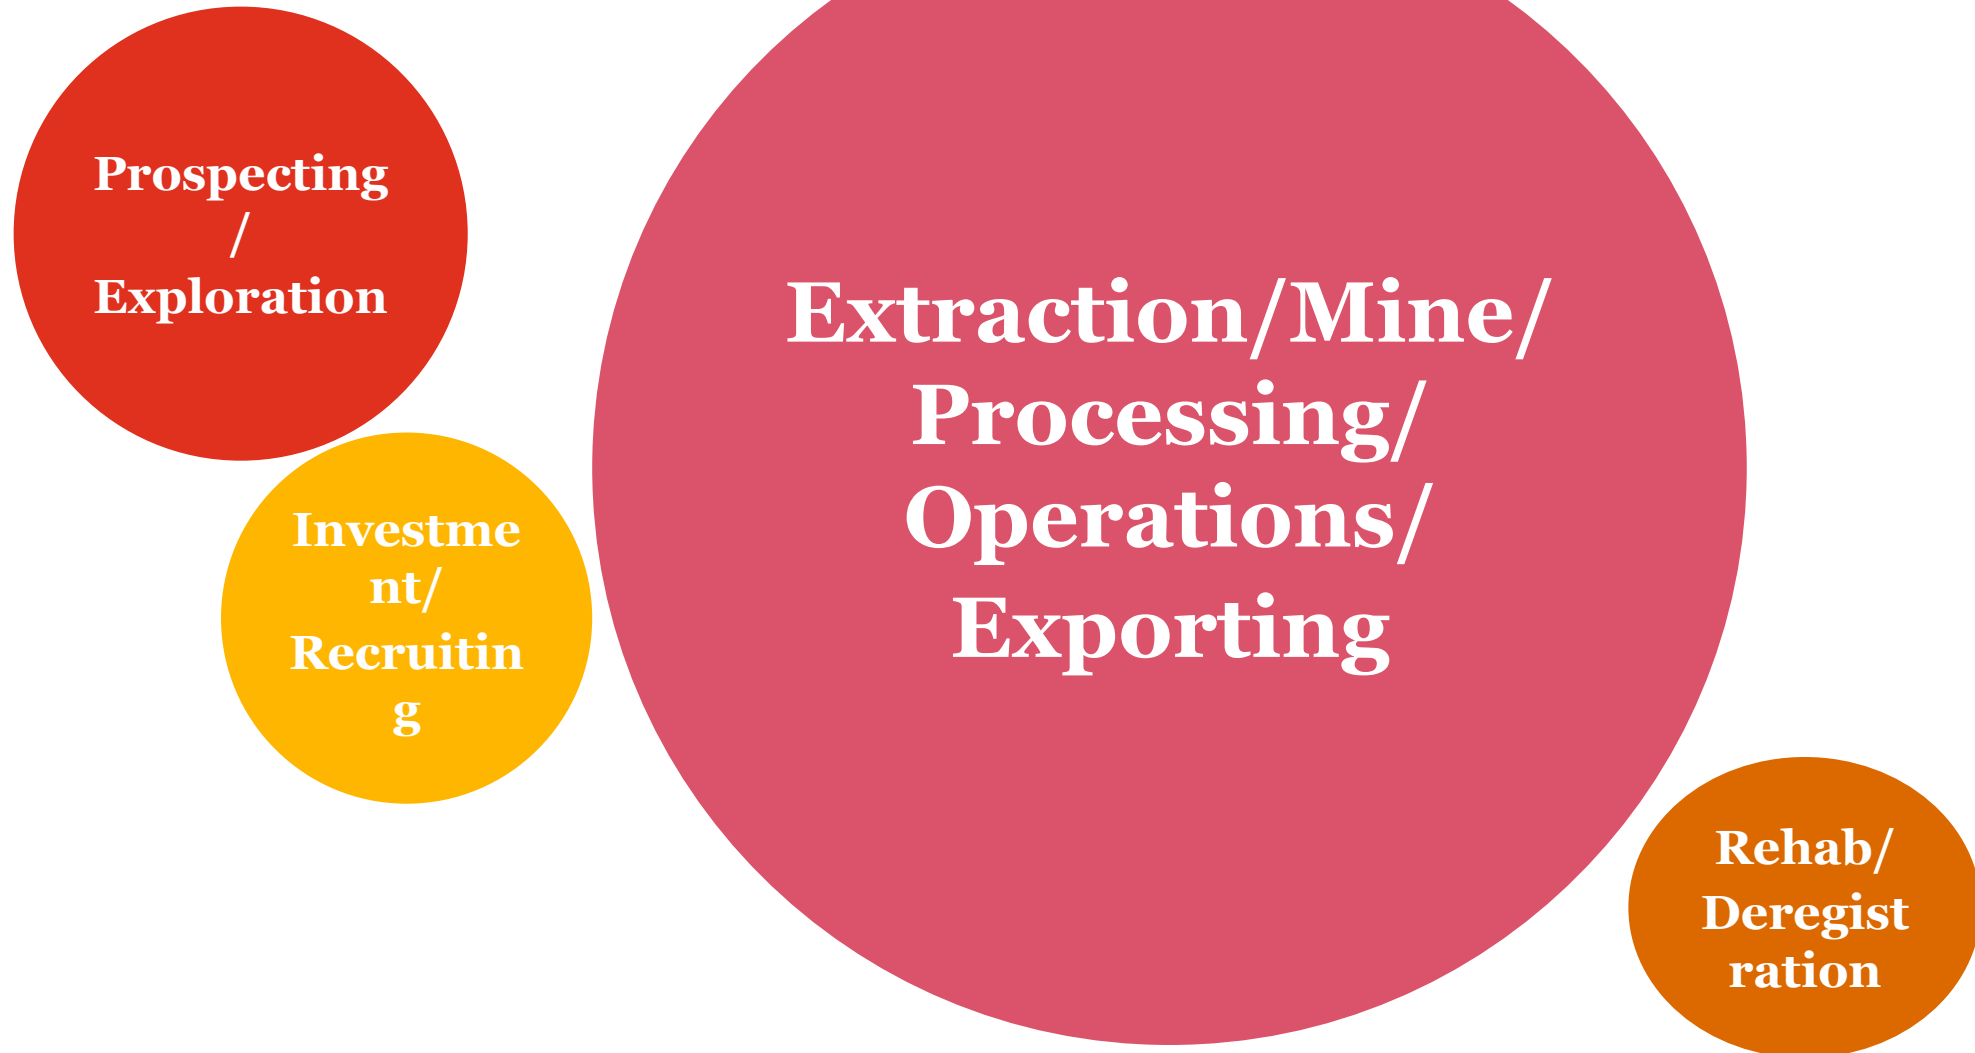 Prospecting
/
Exploration
Investme
nt/
Recruitin
g
Extraction/Mine/
Processing/
Operations/
Exporting
Rehab/
Deregist
ration